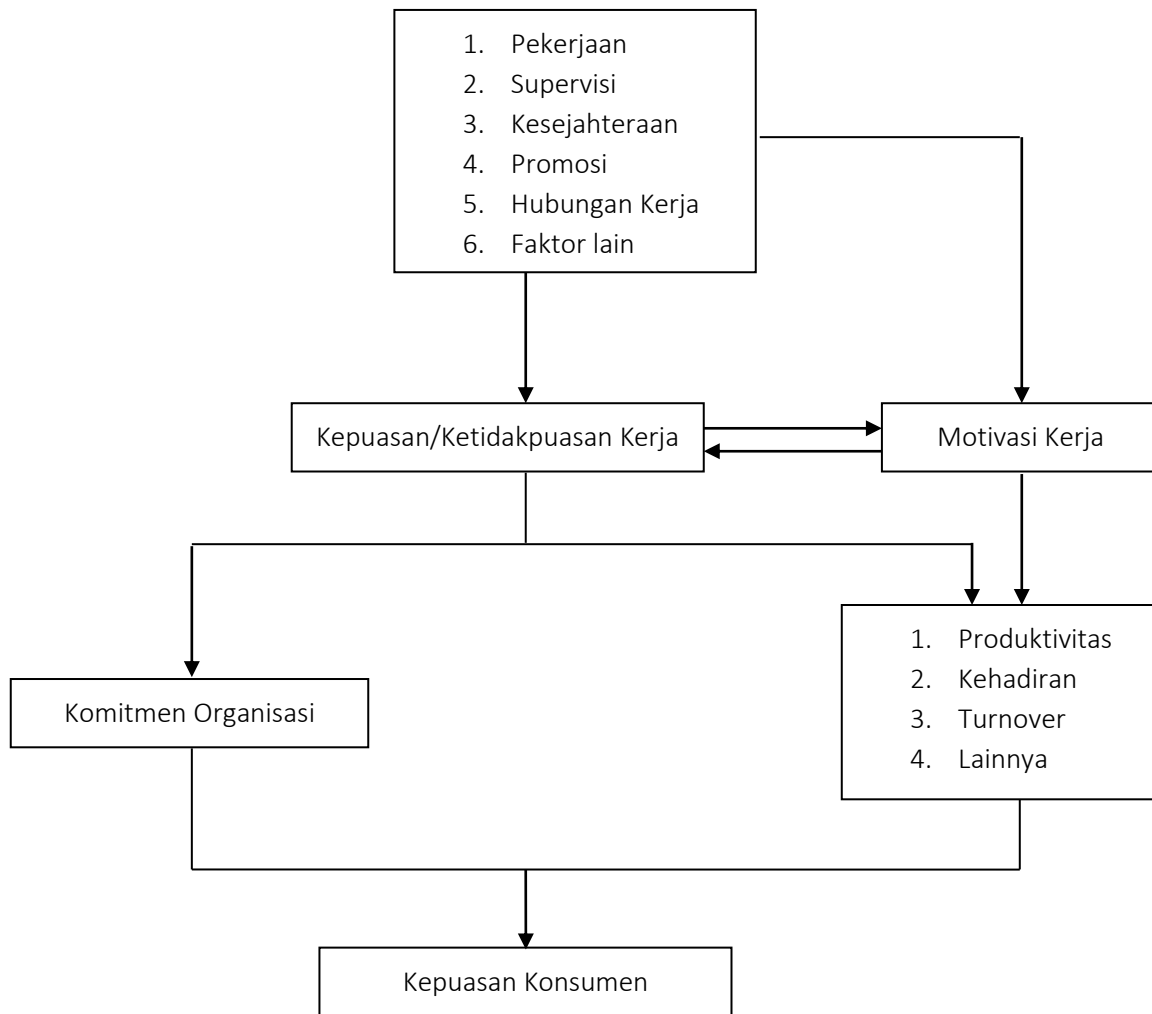 1. Pekerjaan
2. Supervisi
3. Kesejahteraan
4. Promosi
5. Hubungan Kerja
6. Faktor lain
Kepuasan/Ketidakpuasan Kerja
Motivasi Kerja
Komitmen Organisasi
1. Produktivitas
2. Kehadiran
3. Turnover
4. Lainnya
Kepuasan Konsumen